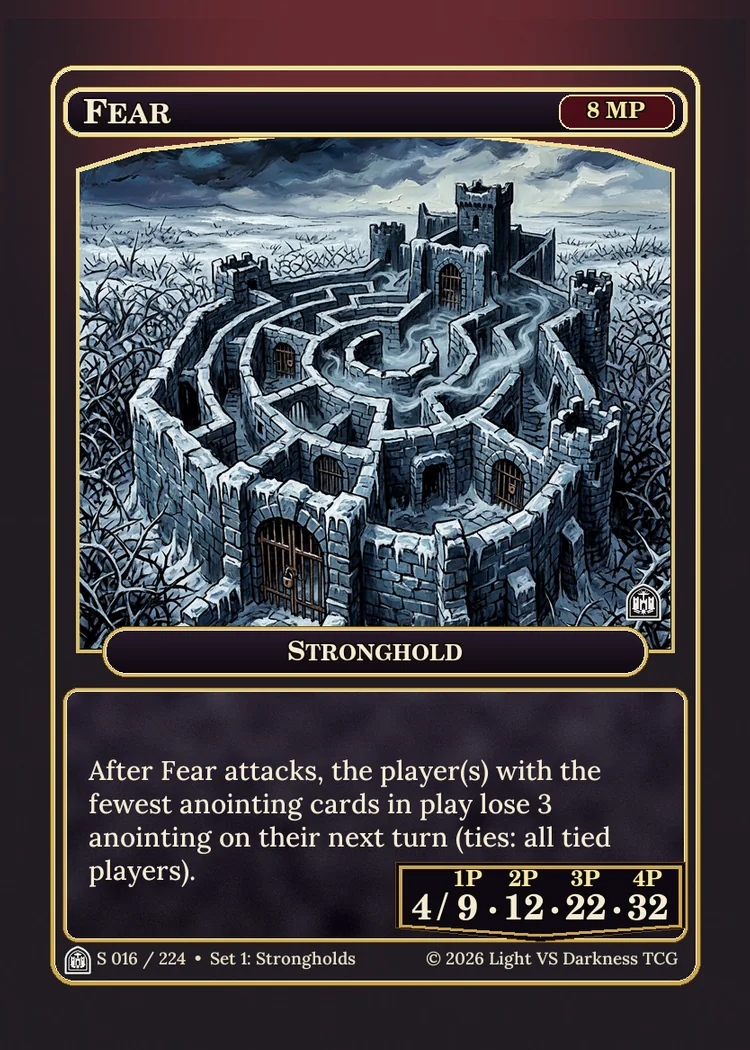 Fear
8 MP
Stronghold
After Fear attacks, the player(s) with the
fewest anointing cards in play lose 3
anointing on their next turn (ties: all tied
players).
1P 2P 3P 4P
4 / 9 · 12 · 22 · 32
S 016 / 224 • Set 1: Strongholds
© 2026 Light VS Darkness TCG